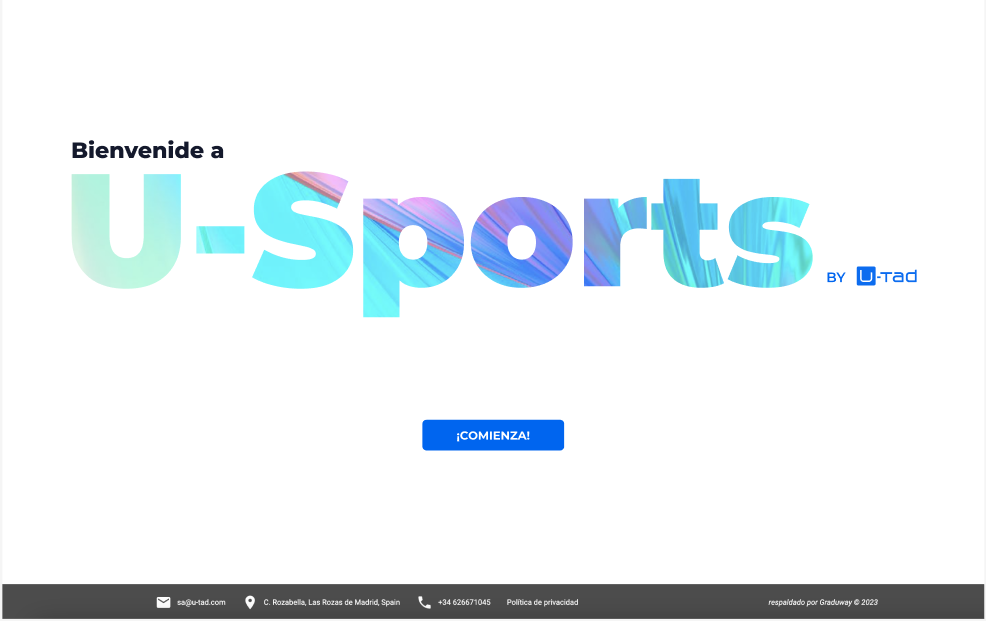 Bienvenide a
U-Sports
BY U-TAD
¡COMIENZA!
sa@u-tad.com C. Rozabella, Las Rozas de Madrid, Spain +34 626671045 Política de privacidad respaldado por Graduway © 2023